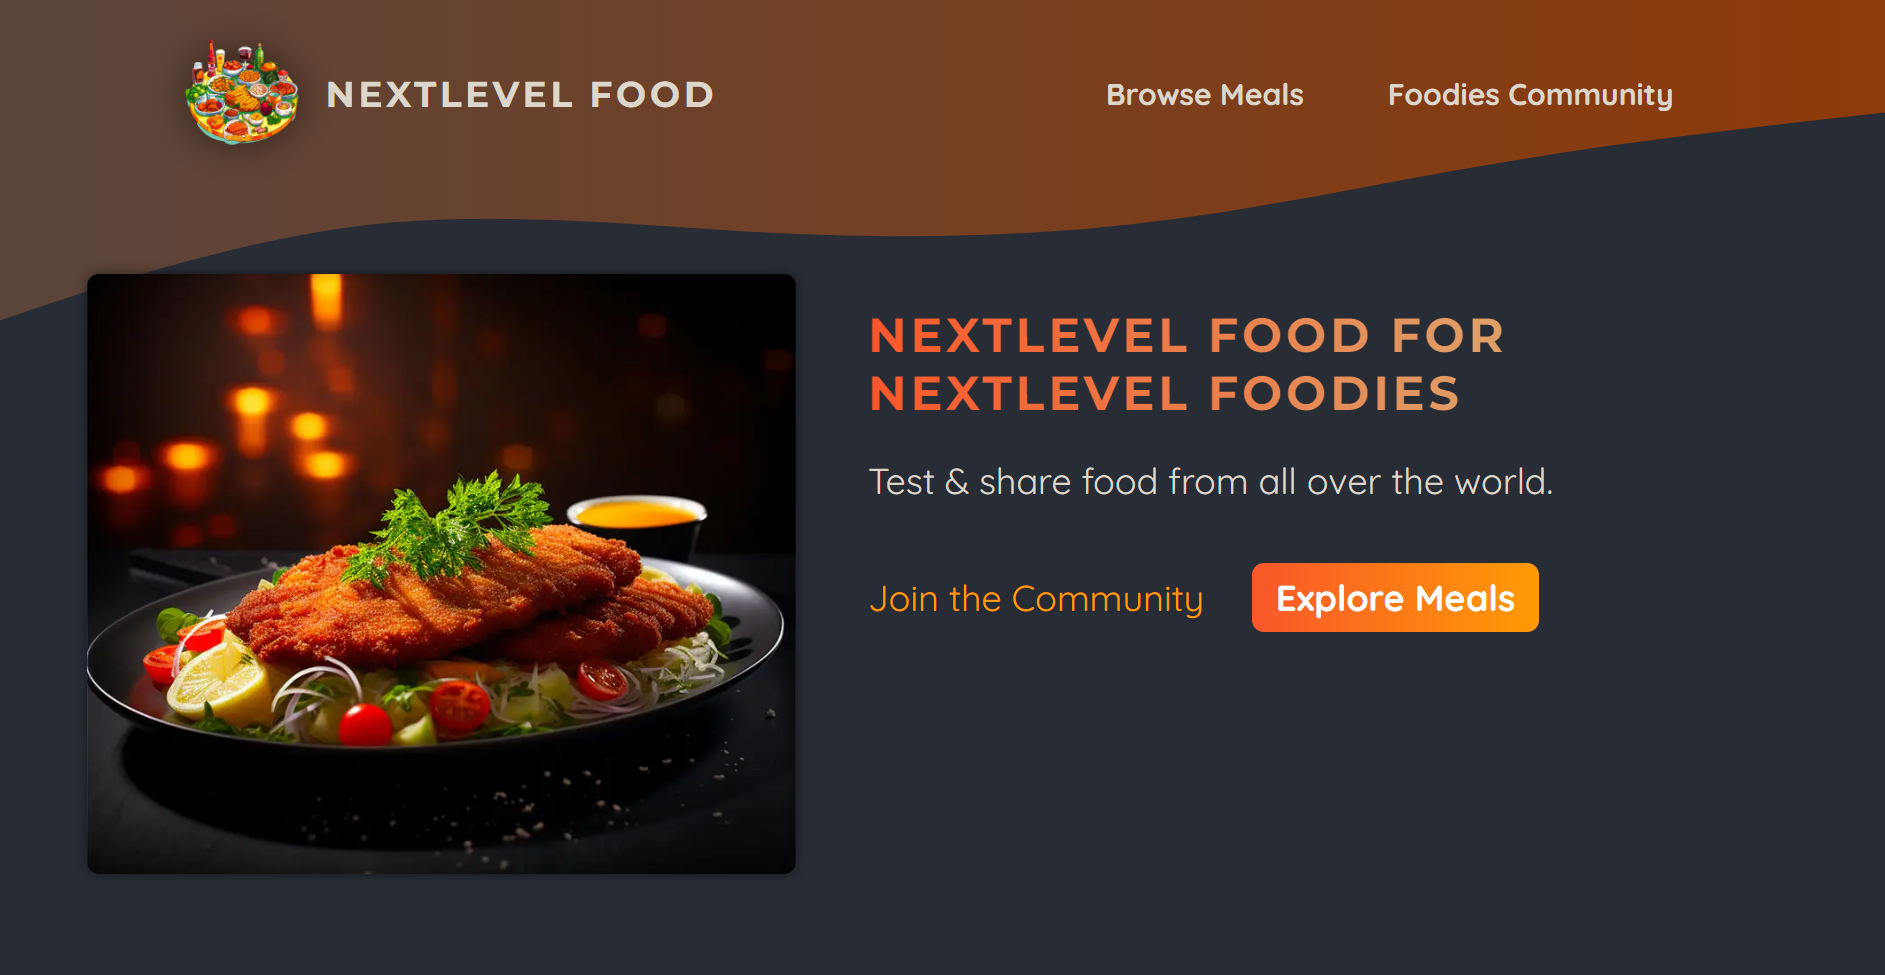 NEXTLEVEL FOOD
Browse Meals
Foodies Community
NEXTLEVEL FOOD FOR
NEXTLEVEL FOODIES
Test & share food from all over the world.
Join the Community
Explore Meals